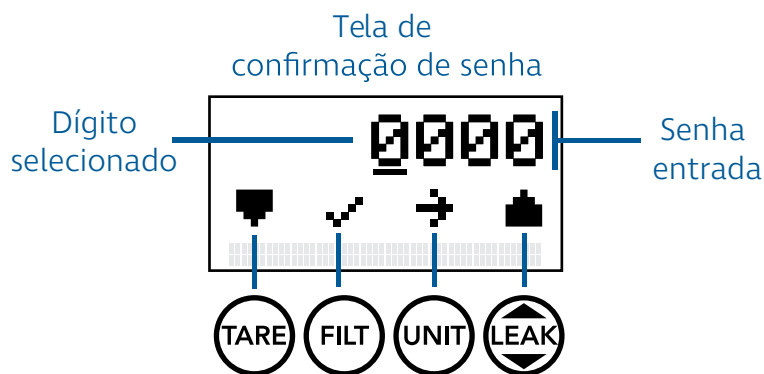 Tela de
confirmação de senha
Dígito
selecionado
0000
Senha
entrada
TARE
FILT
UNIT
LEAK